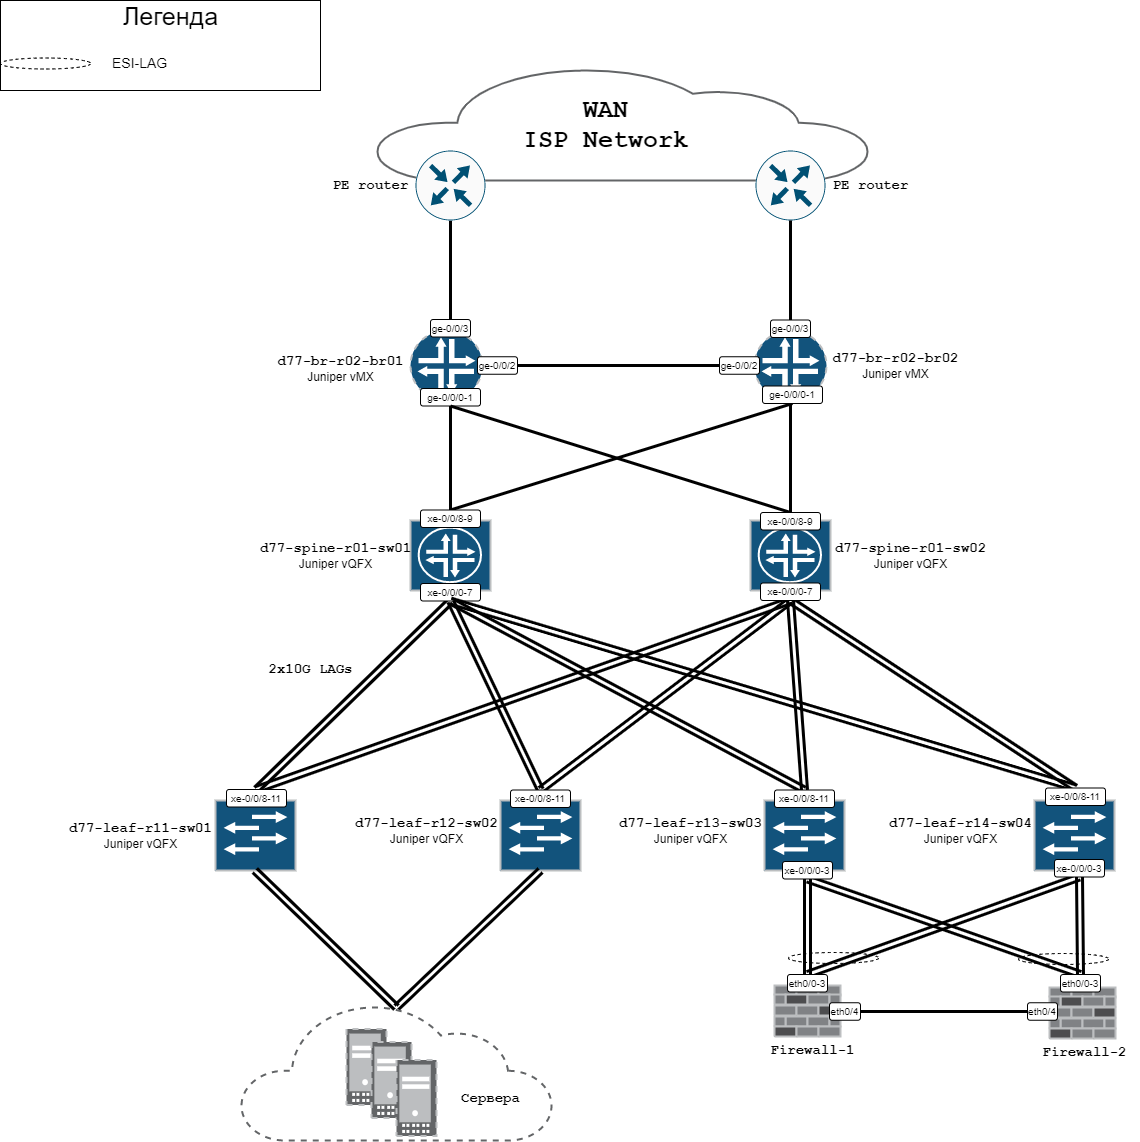 Легенда
ESI-LAG
WAN
ISP Network
PE router
PE router
ge-0/0/3
ge-0/0/3
d77-br-r02-br01
Juniper vMX
ge-0/0/2
ge-0/0/2
d77-br-r02-br02
Juniper vMX
ge-0/0/0-1
ge-0/0/0-1
xe-0/0/8-9
xe-0/0/8-9
d77-spine-r01-sw01
Juniper vQFX
d77-spine-r01-sw02
Juniper vQFX
xe-0/0/0-7
xe-0/0/0-7
2x10G LAGs
xe-0/0/8-11
xe-0/0/8-11
xe-0/0/8-11
xe-0/0/8-11
d77-leaf-r11-sw01
Juniper vQFX
d77-leaf-r12-sw02
Juniper vQFX
d77-leaf-r13-sw03
Juniper vQFX
d77-leaf-r14-sw04
Juniper vQFX
xe-0/0/0-3
xe-0/0/0-3
eth0/0-3
eth0/0-3
eth0/4
eth0/4
Firewall-1
Firewall-2
Сервера